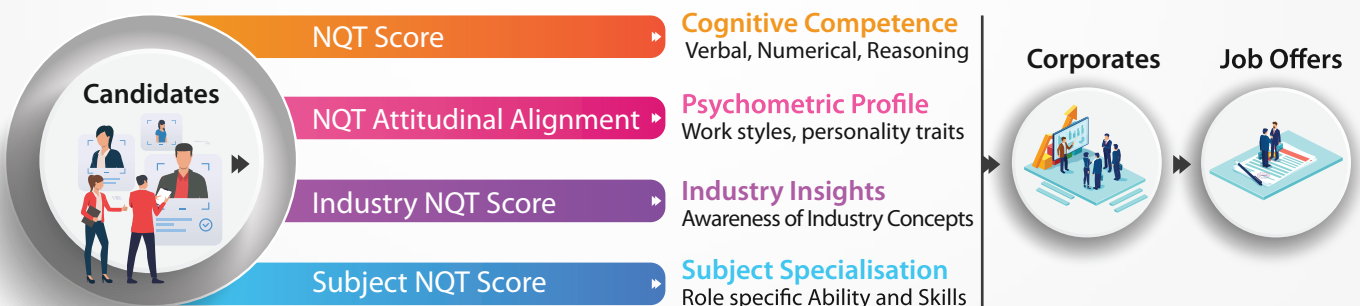 Candidates
NQT Score
Cognitive Competence
Verbal, Numerical, Reasoning
NQT Attitudinal Alignment
Psychometric Profile
Work styles, personality traits
Industry NQT Score
Industry Insights
Awareness of Industry Concepts
Subject NQT Score
Subject Specialisation
Role specific Ability and Skills
Corporates
Job Offers